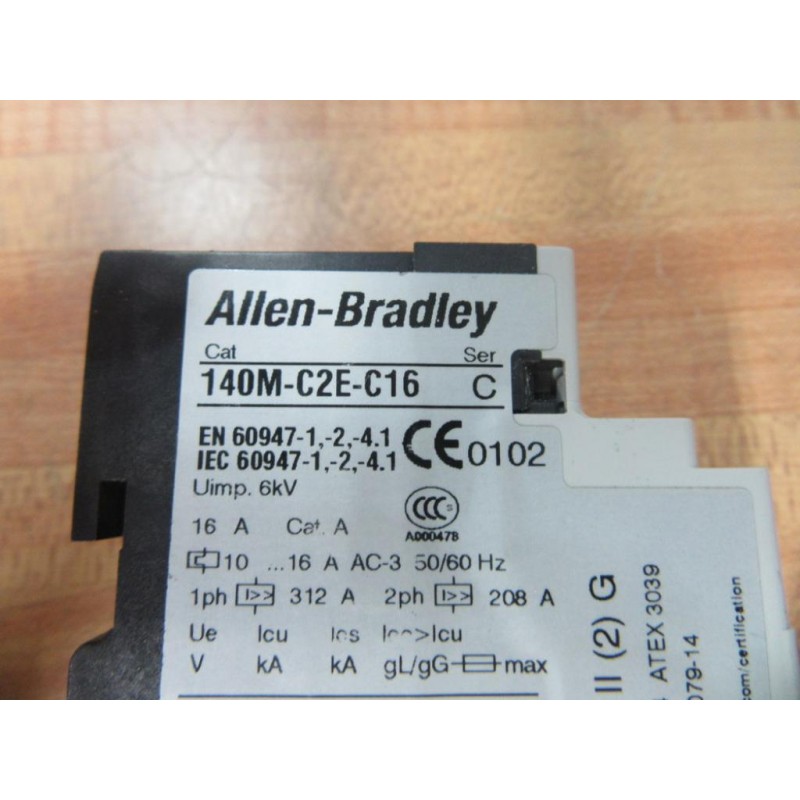 Allen-Bradley
Cat Ser
140M-C2E-C16 C
EN 60947-1,-2,-4.1
IEC 60947-1,-2,-4.1
CE 0102
Uimp. 6kV
CCC S
A00047B
16 A Cat. A
10 ...16 A AC-3 50/60 Hz
1ph I>> 312 A 2ph I>> 208 A
Ue Icu Ics Icc>Icu
V kA kA gL/gG max
II (2) G
ATEX 3039
079-14
com/certification